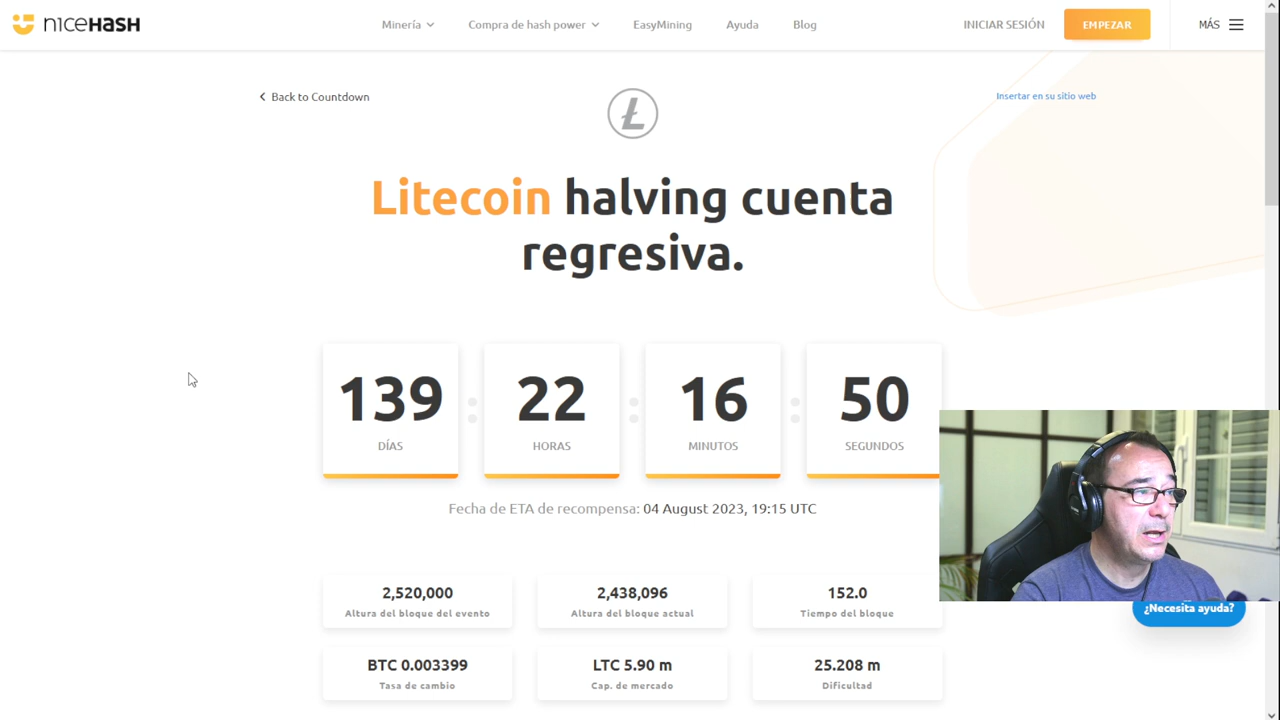 niceHASH
Minería
Compra de hash power
EasyMining
Ayuda
Blog
INICIAR SESIÓN
EMPEZAR
MÁS
Back to Countdown
Insertar en su sitio web
Litecoin halving cuenta
regresiva.
139
22
16
50
DÍAS
HORAS
MINUTOS
SEGUNDOS
Fecha de ETA de recompensa: 04 August 2023, 19:15 UTC
2,520,000
Altura del bloque del evento
2,438,096
Altura del bloque actual
152.0
Tiempo del bloque
¿Necesita ayuda?
BTC 0.003399
Tasa de cambio
LTC 5.90 m
Cap. de mercado
25.208 m
Dificultad